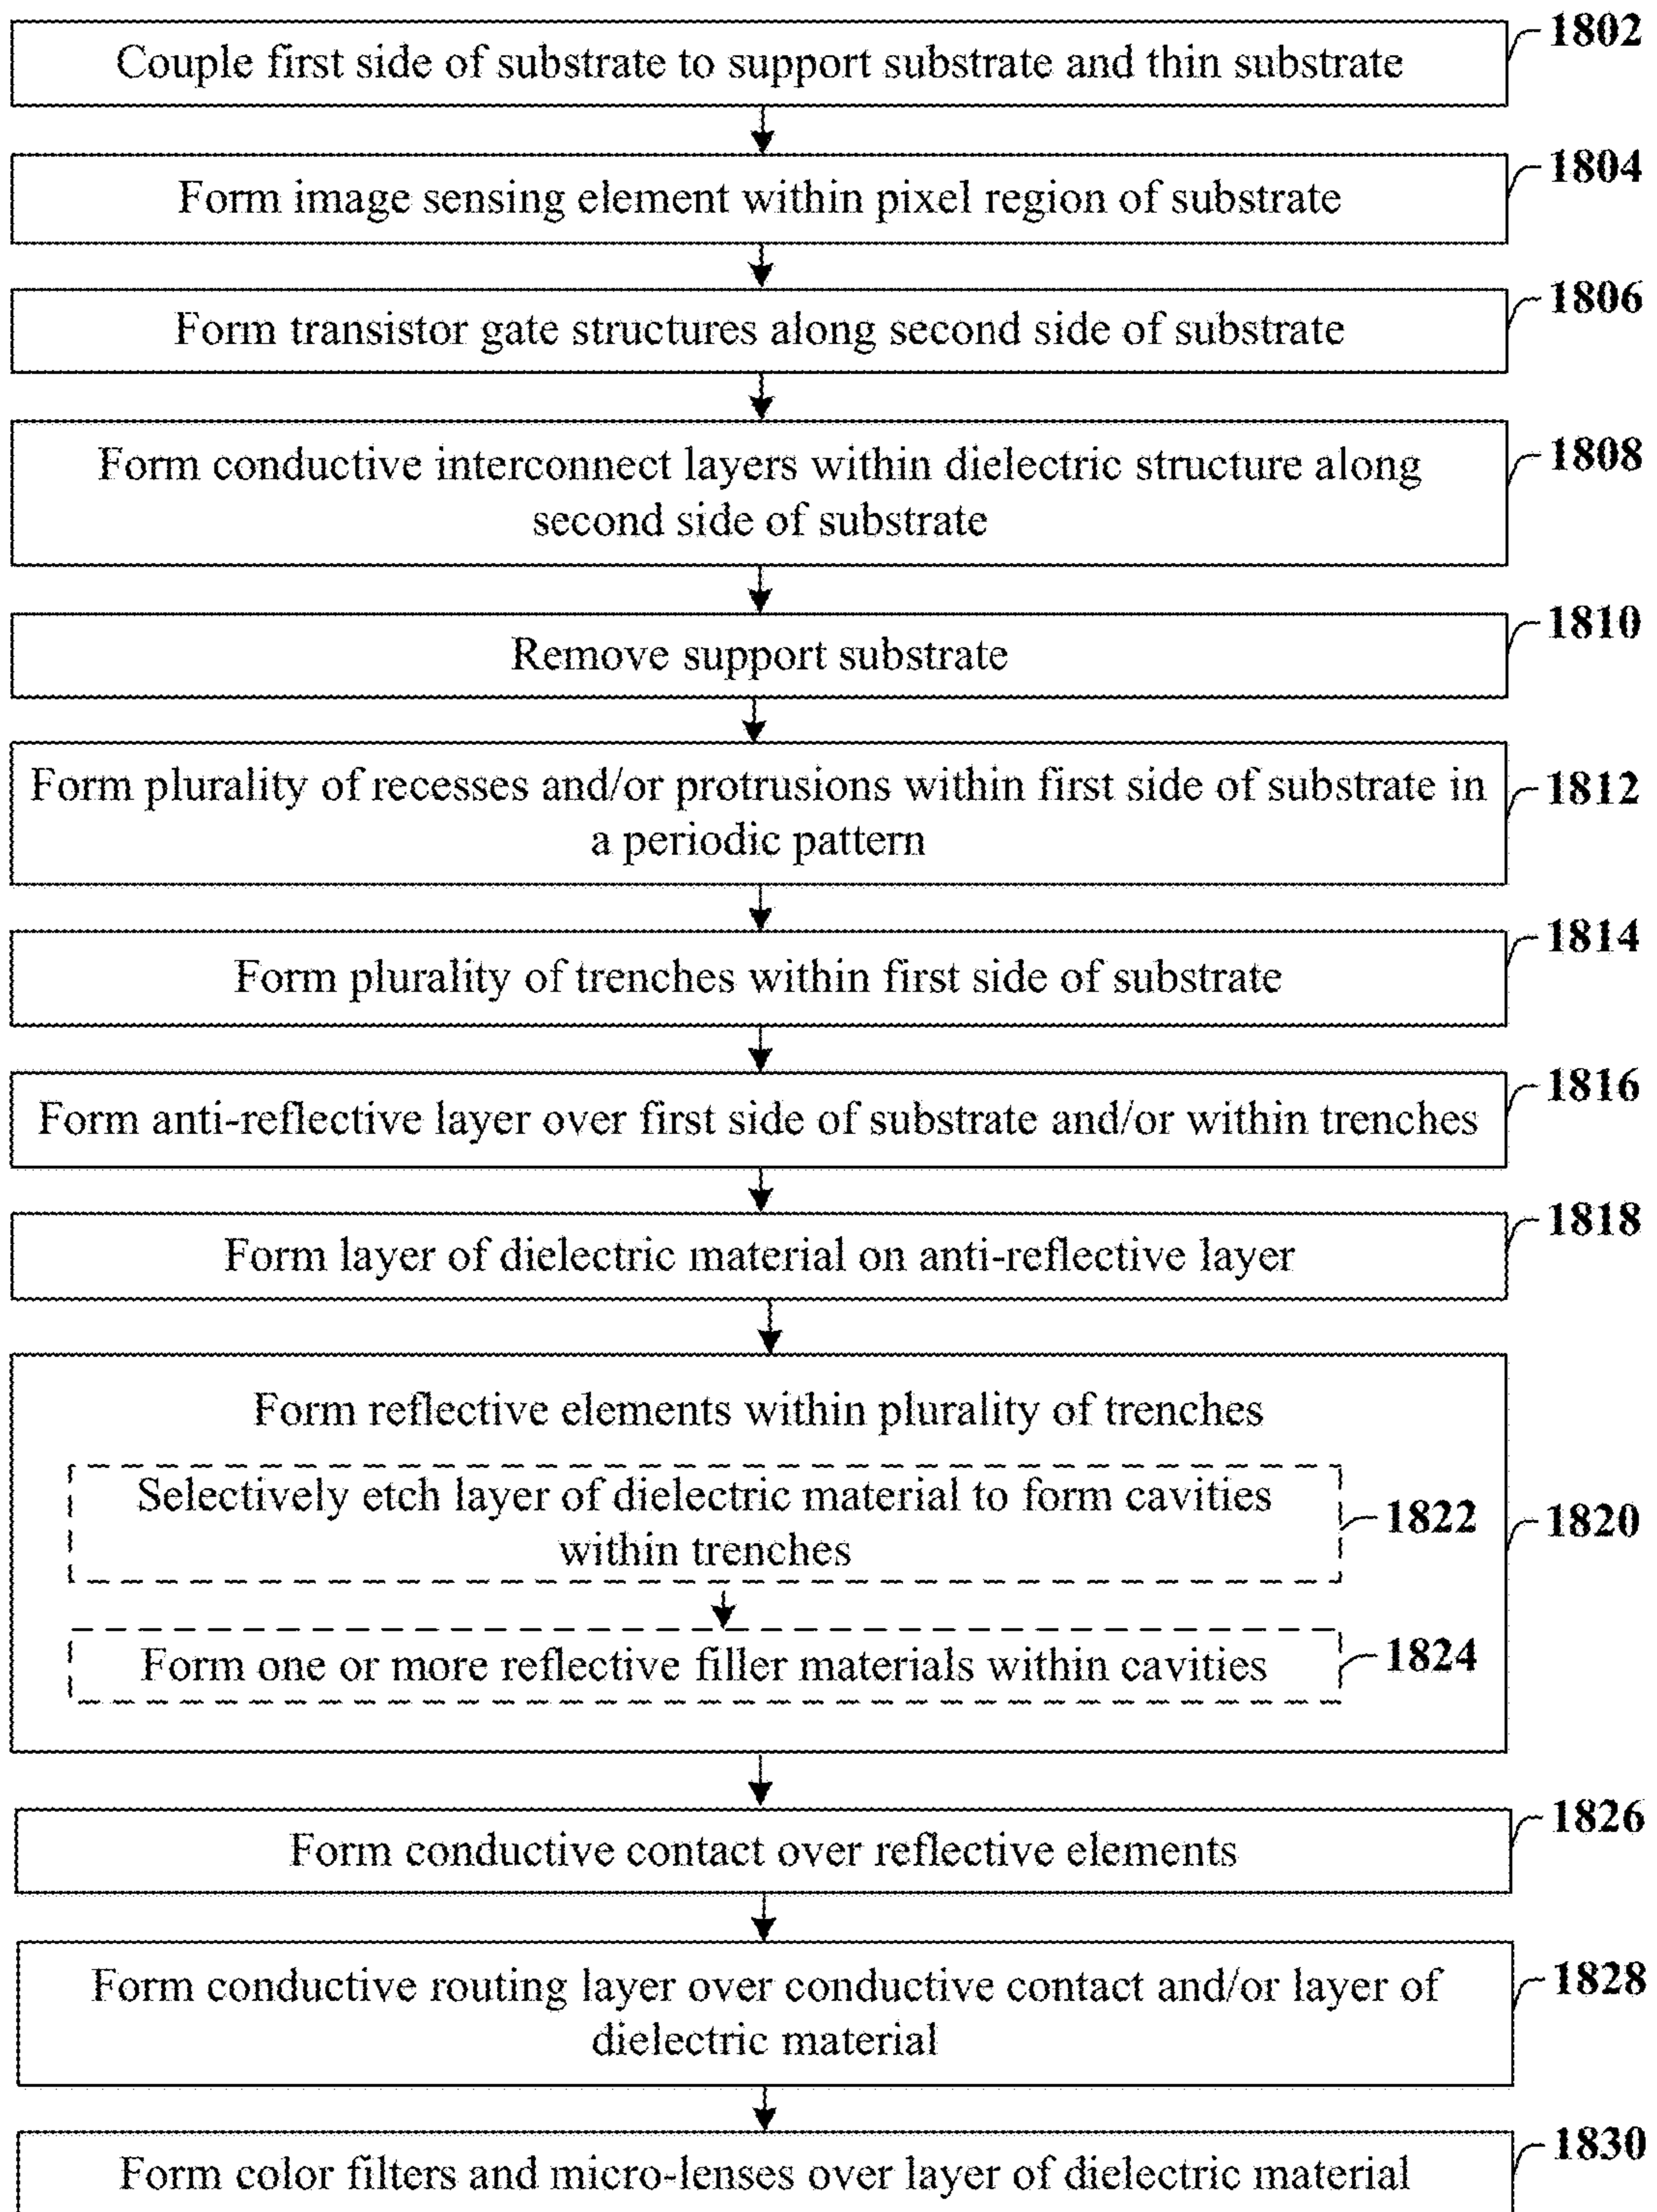 1802
Couple first side of substrate to support substrate and thin substrate
1804
Form image sensing element within pixel region of substrate
1806
Form transistor gate structures along second side of substrate
1808
Form conductive interconnect layers within dielectric structure along
second side of substrate
1810
Remove support substrate
1812
Form plurality of recesses and/or protrusions within first side of substrate in
a periodic pattern
1814
Form plurality of trenches within first side of substrate
1816
Form anti-reflective layer over first side of substrate and/or within trenches
1818
Form layer of dielectric material on anti-reflective layer
Form reflective elements within plurality of trenches
Selectively etch layer of dielectric material to form cavities
within trenches
1822
1820
Form one or more reflective filler materials within cavities
1824
1826
Form conductive contact over reflective elements
1828
Form conductive routing layer over conductive contact and/or layer of
dielectric material
1830
Form color filters and micro-lenses over layer of dielectric material